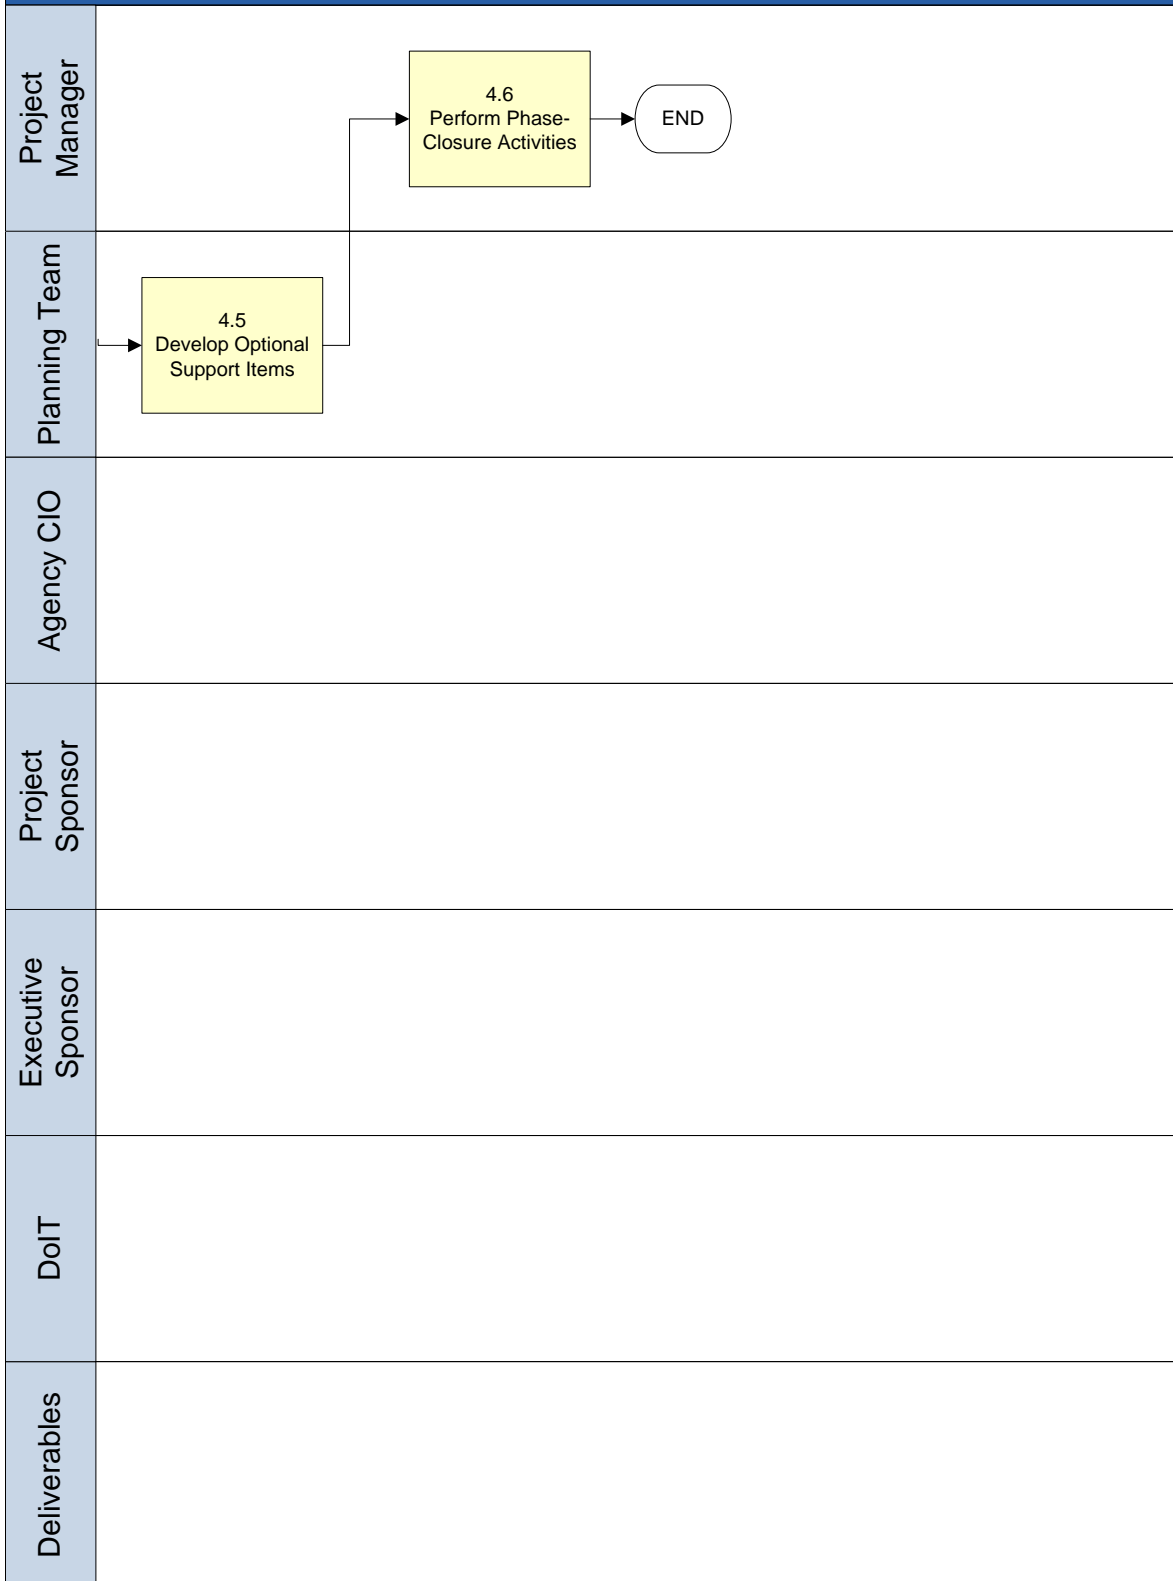 Project
Manager
4.6
Perform Phase-
Closure Activities
END
Planning Team
4.5
Develop Optional
Support Items
Agency CIO
Project
Sponsor
Executive
Sponsor
DoIT
Deliverables